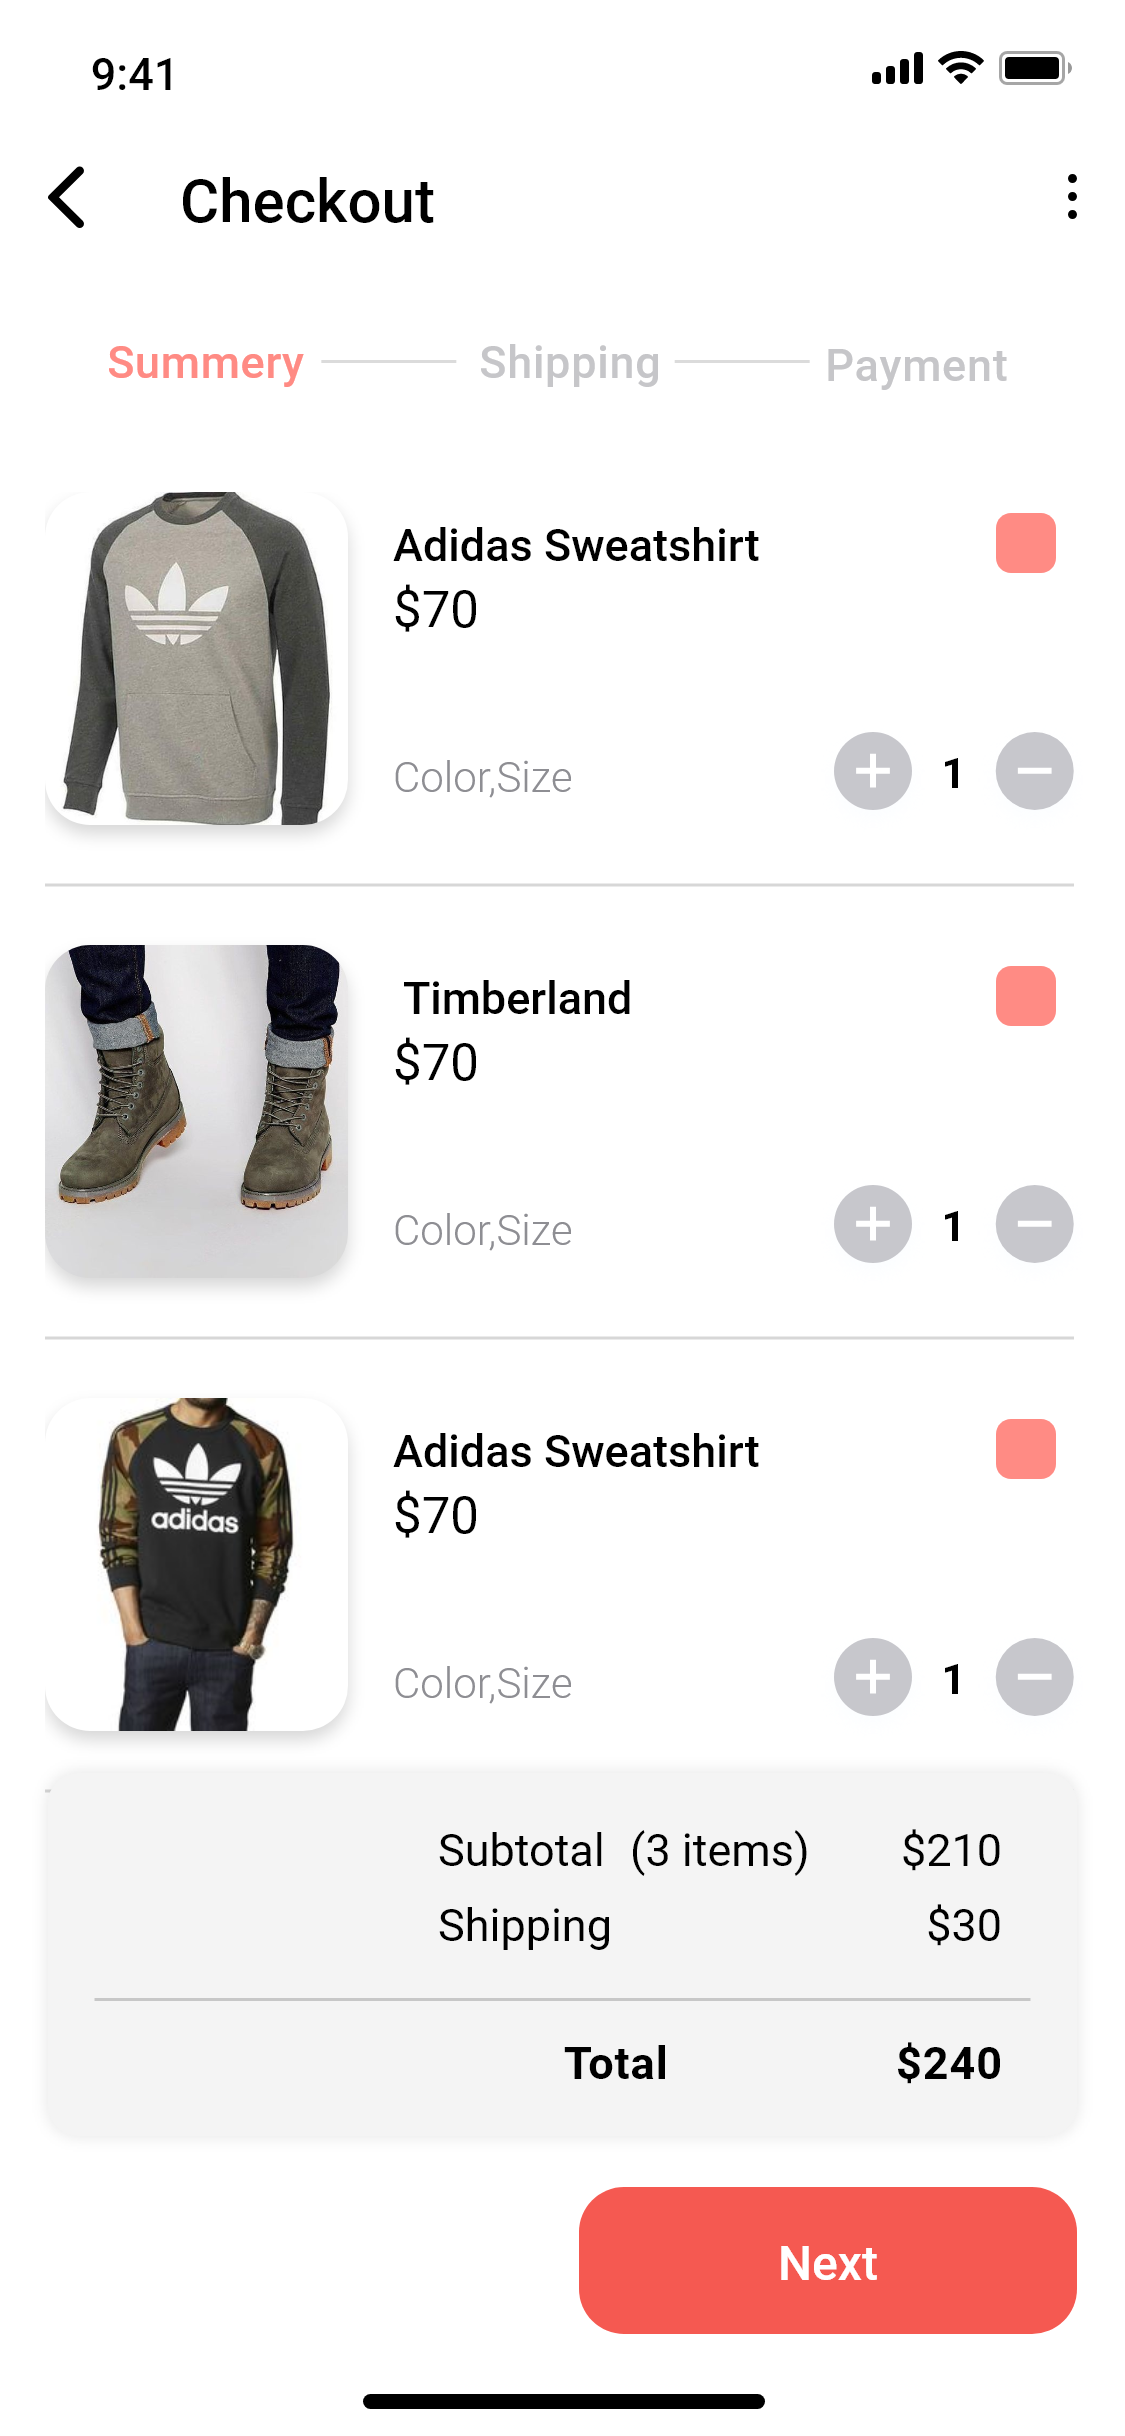 9:41
Checkout
Summery Shipping Payment
Adidas Sweatshirt
$70
Color,Size 1
Timberland
$70
Color,Size 1
adidas
Adidas Sweatshirt
$70
Color,Size 1
Subtotal (3 items) $210
Shipping $30
Total $240
Next